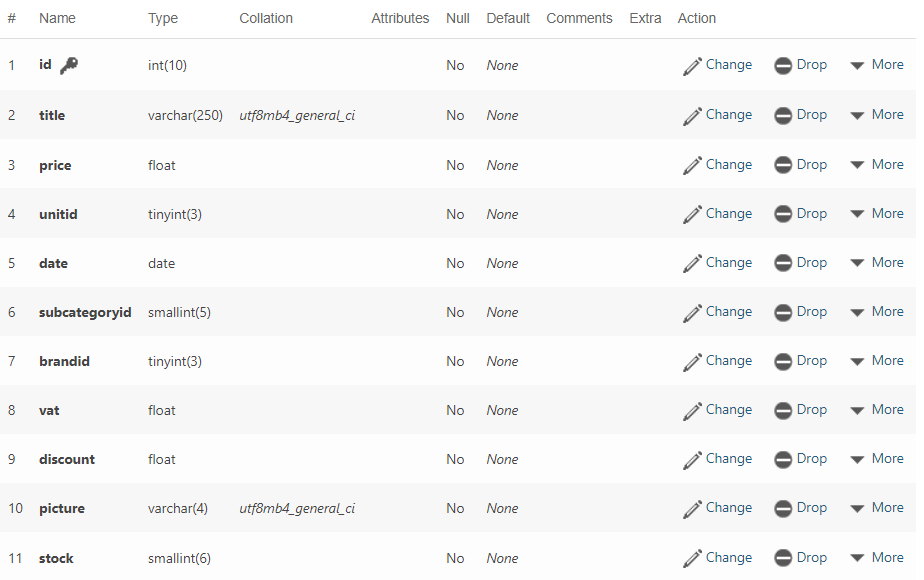 # Name Type Collation Attributes Null Default Comments Extra Action
1 id int(10) No None Change Drop More
2 title varchar(250) utf8mb4_general_ci No None Change Drop More
3 price float No None Change Drop More
4 unitid tinyint(3) No None Change Drop More
5 date date No None Change Drop More
6 subcategoryid smallint(5) No None Change Drop More
7 brandid tinyint(3) No None Change Drop More
8 vat float No None Change Drop More
9 discount float No None Change Drop More
10 picture varchar(4) utf8mb4_general_ci No None Change Drop More
11 stock smallint(6) No None Change Drop More